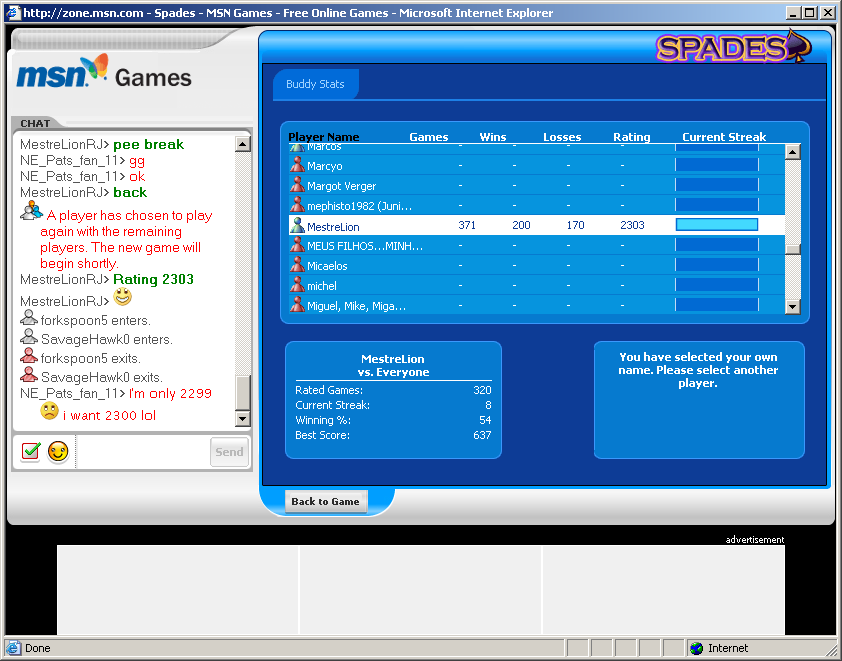 http://zone.msn.com - Spades - MSN Games - Free Online Games - Microsoft Internet Explorer
msn Games
CHAT
MestreLionRJ> pee break
NE_Pats_fan_11> gg
NE_Pats_fan_11> ok
MestreLionRJ> back
A player has chosen to play
again with the remaining
players. The new game will
begin shortly.
MestreLionRJ> Rating 2303
MestreLionRJ>
forkspoon5 enters.
SavageHawk0 enters.
forkspoon5 exits.
SavageHawk0 exits.
NE_Pats_fan_11> I'm only 2299
i want 2300 lol
Send
SPADES
Buddy Stats
Player Name Games Wins Losses Rating Current Streak
Marcos - - - -
Marcyo - - - -
Margot Verger - - - -
mephisto1982 (Juni... - - - -
MestreLion 371 200 170 2303
MEUS FILHOS...MINH... - - - -
Micaelos - - - -
michel - - - -
Miguel, Mike, Miga... - - - -
MestreLion
vs. Everyone
Rated Games: 320
Current Streak: 8
Winning %: 54
Best Score: 637
You have selected your own
name. Please select another
player.
Back to Game
advertisement
Done
Internet